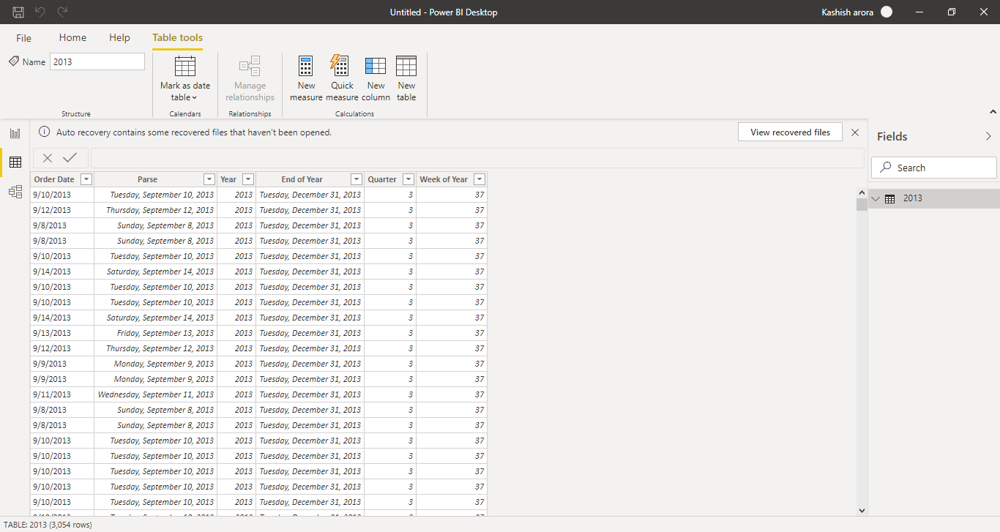 Untitled - Power BI Desktop
Kashish arora
File Home Help Table tools
Name 2013
Mark as date table
Manage relationships
New measure
Quick measure
New column
New table
Structure Calendars Relationships Calculations
Auto recovery contains some recovered files that haven't been opened.
View recovered files
Fields
Search
2013
Order Date Parse Year End of Year Quarter Week of Year
9/10/2013 Tuesday, September 10, 2013 2013 Tuesday, December 31, 2013 3 37
9/12/2013 Thursday, September 12, 2013 2013 Tuesday, December 31, 2013 3 37
9/8/2013 Sunday, September 8, 2013 2013 Tuesday, December 31, 2013 3 37
9/8/2013 Sunday, September 8, 2013 2013 Tuesday, December 31, 2013 3 37
9/10/2013 Tuesday, September 10, 2013 2013 Tuesday, December 31, 2013 3 37
9/14/2013 Saturday, September 14, 2013 2013 Tuesday, December 31, 2013 3 37
9/10/2013 Tuesday, September 10, 2013 2013 Tuesday, December 31, 2013 3 37
9/10/2013 Tuesday, September 10, 2013 2013 Tuesday, December 31, 2013 3 37
9/14/2013 Saturday, September 14, 2013 2013 Tuesday, December 31, 2013 3 37
9/13/2013 Friday, September 13, 2013 2013 Tuesday, December 31, 2013 3 37
9/12/2013 Thursday, September 12, 2013 2013 Tuesday, December 31, 2013 3 37
9/9/2013 Monday, September 9, 2013 2013 Tuesday, December 31, 2013 3 37
9/9/2013 Monday, September 9, 2013 2013 Tuesday, December 31, 2013 3 37
9/11/2013 Wednesday, September 11, 2013 2013 Tuesday, December 31, 2013 3 37
9/8/2013 Sunday, September 8, 2013 2013 Tuesday, December 31, 2013 3 37
9/8/2013 Sunday, September 8, 2013 2013 Tuesday, December 31, 2013 3 37
9/10/2013 Tuesday, September 10, 2013 2013 Tuesday, December 31, 2013 3 37
9/10/2013 Tuesday, September 10, 2013 2013 Tuesday, December 31, 2013 3 37
9/10/2013 Tuesday, September 10, 2013 2013 Tuesday, December 31, 2013 3 37
9/10/2013 Tuesday, September 10, 2013 2013 Tuesday, December 31, 2013 3 37
9/10/2013 Tuesday, September 10, 2013 2013 Tuesday, December 31, 2013 3 37
TABLE: 2013 (3,054 rows)